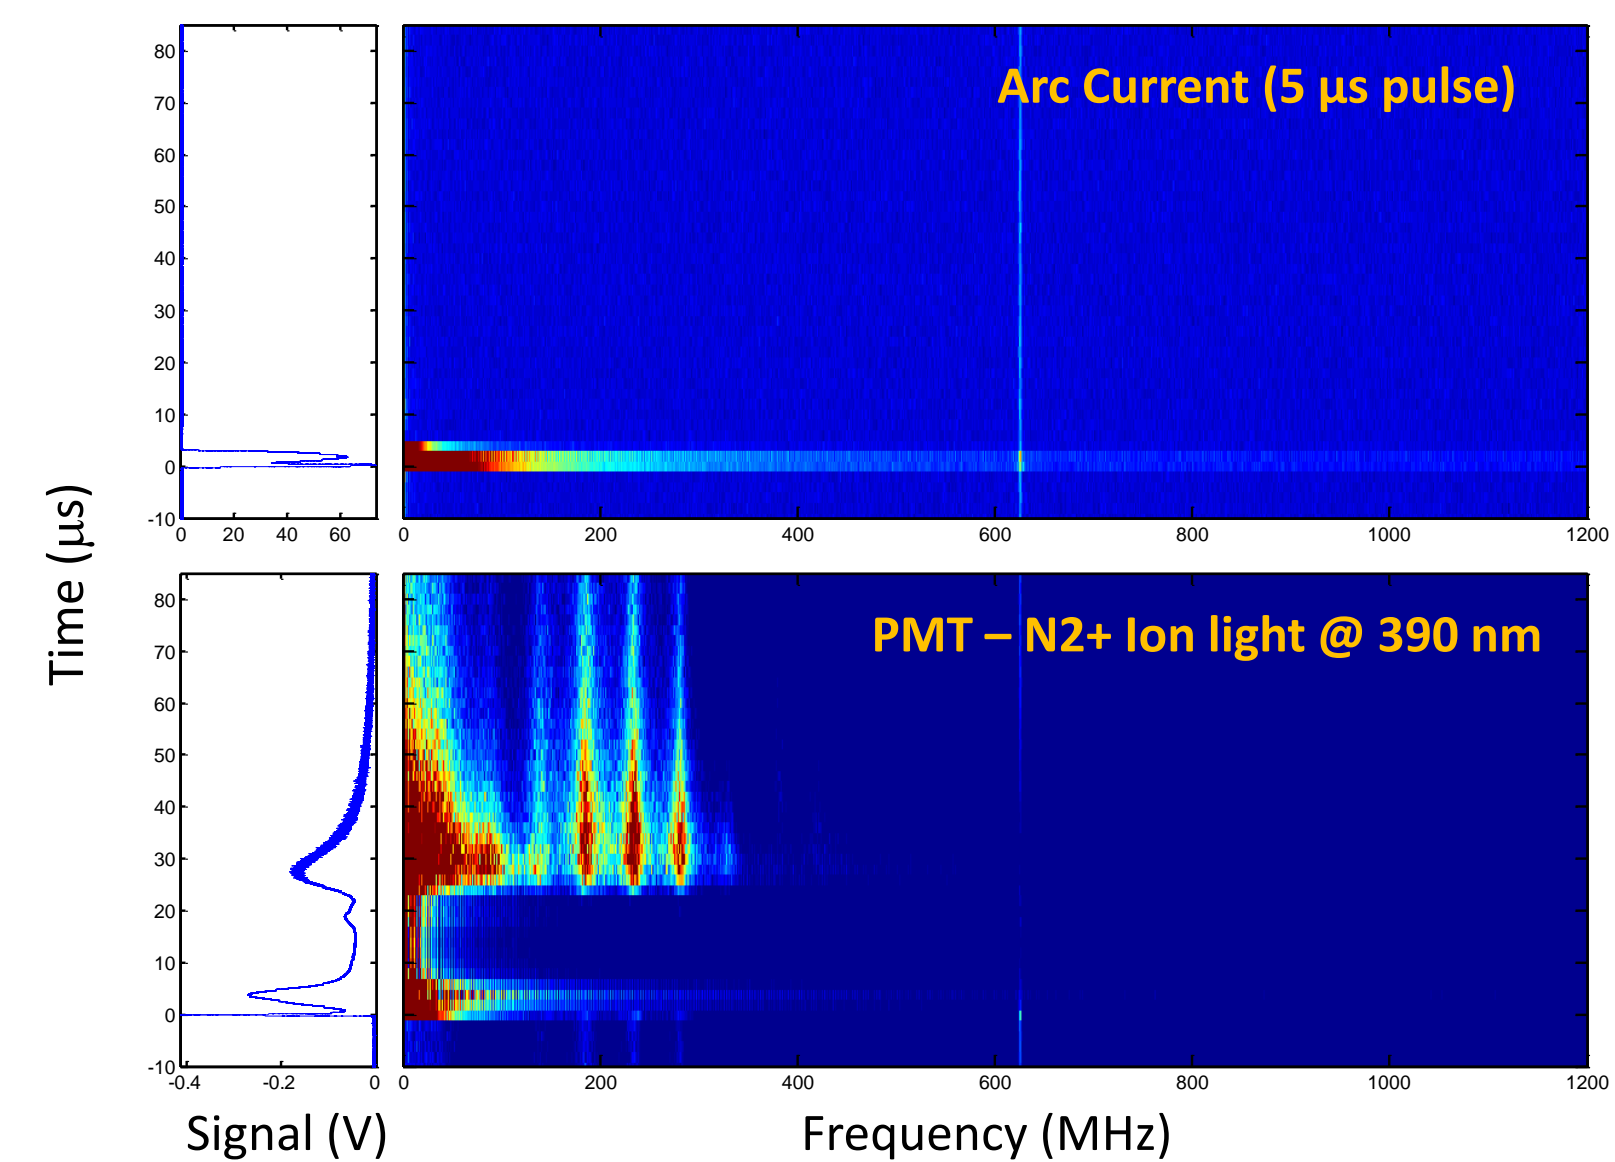 Arc Current (5 µs pulse)
80
70
60
50
40
30
20
10
0
-10
0 20 40 60
0 200 400 600 800 1000 1200
Time (µs)
PMT – N2+ Ion light @ 390 nm
80
70
60
50
40
30
20
10
0
-10
-0.4 -0.2 0
0 200 400 600 800 1000 1200
Signal (V)
Frequency (MHz)